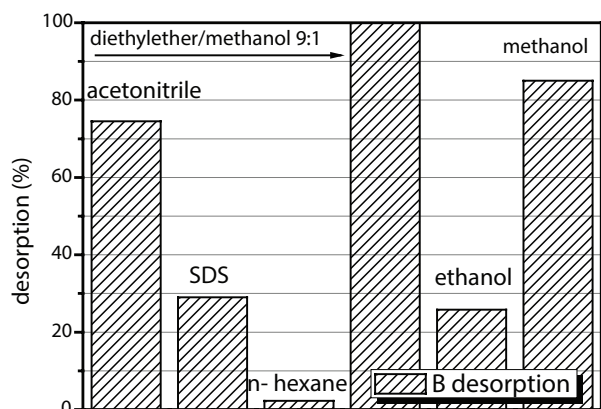 100
80
60
40
20
0
desorption (%)
diethylether/methanol 9:1
methanol
acetonitrile
SDS
ethanol
n- hexane
B desorption